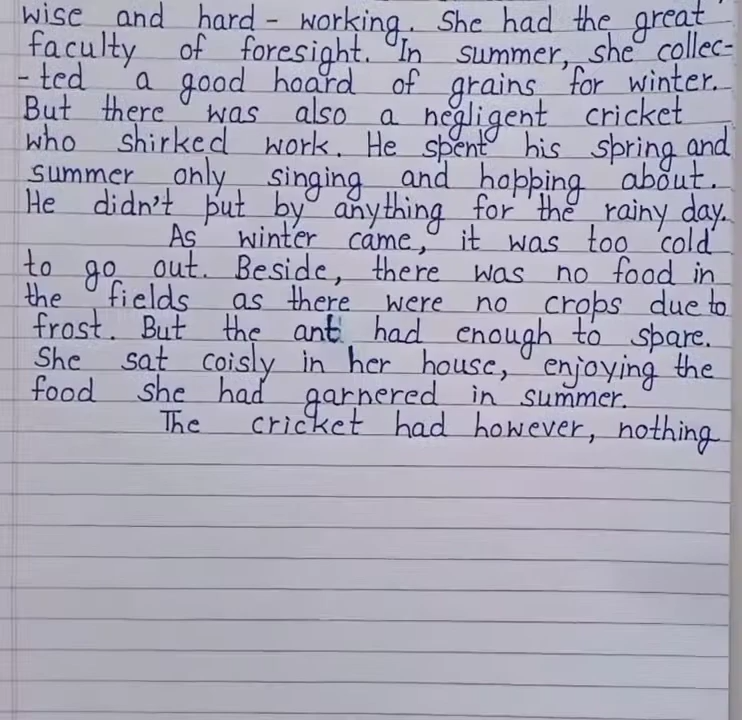 wise and hard - working. She had the great
faculty of foresight. In summer, she collec-
- ted a good hoard of grains for winter.
But there was also a negligent cricket
who shirked work. He spent his spring and
summer only singing and hopping about.
He didn't put by anything for the rainy day.
As winter came, it was too cold
to go out. Beside, there was no food in
the fields as there were no crops due to
frost. But the ant had enough to spare.
She sat coisly in her house, enjoying the
food she had garnered in summer.
The cricket had however, nothing